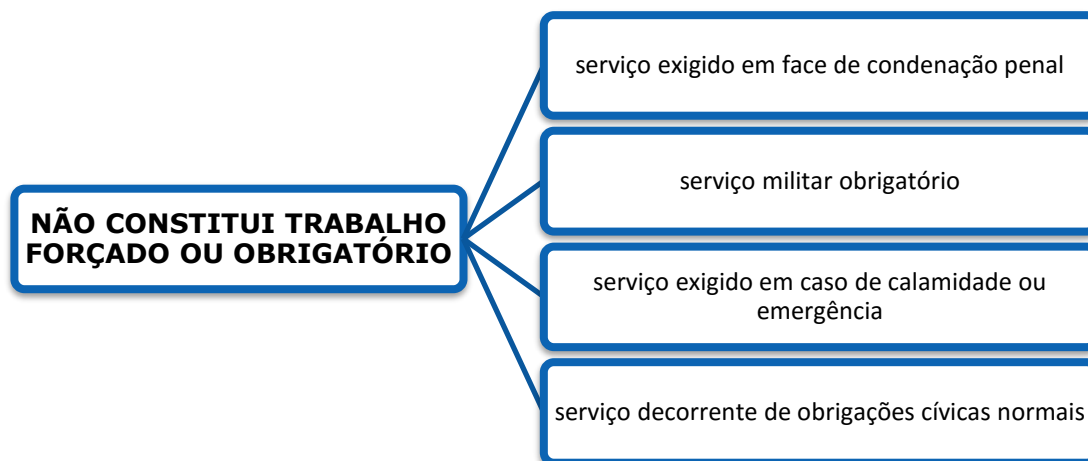 serviço exigido em face de condenação penal
serviço militar obrigatório
NÃO CONSTITUI TRABALHO
FORÇADO OU OBRIGATÓRIO
serviço exigido em caso de calamidade ou
emergência
serviço decorrente de obrigações cívicas normais